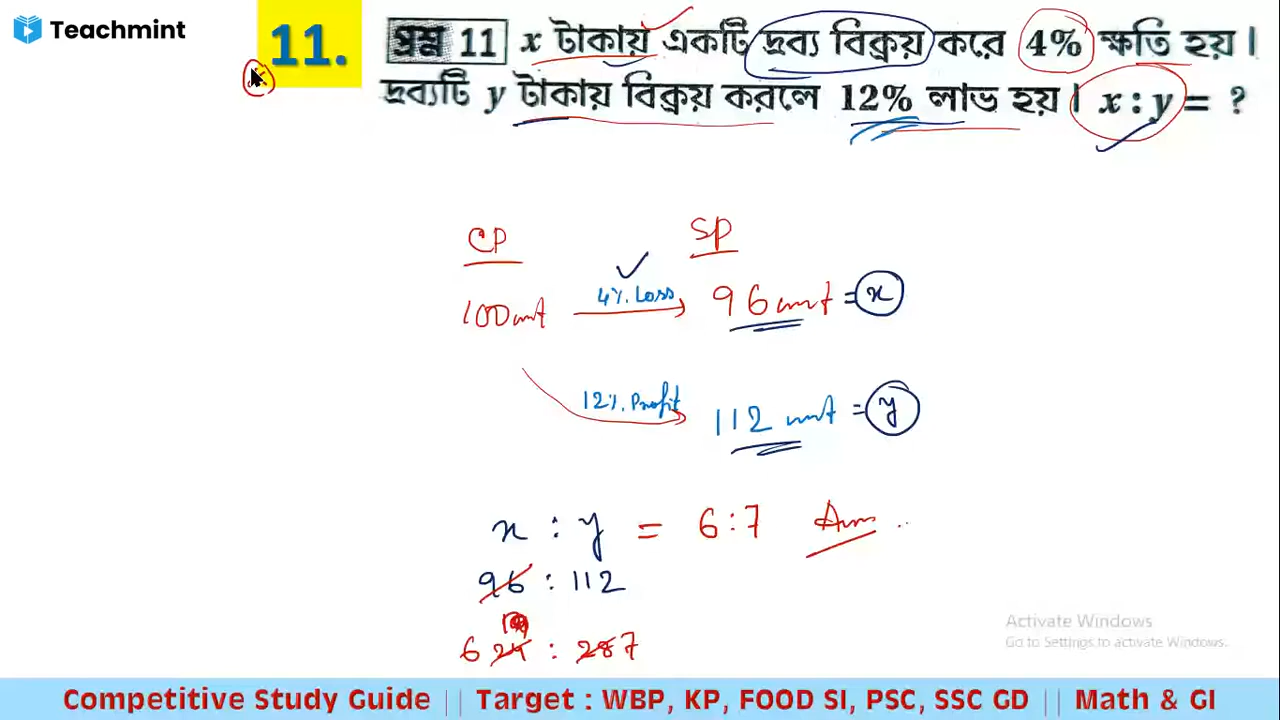 Teachmint
11.
প্রশ্ন 11 x টাকায় একটি দ্রব্য বিক্রয় করে 4% ক্ষতি হয়।
দ্রব্যটি y টাকায় বিক্রয় করলে 12% লাভ হয়। x : y = ?
CP SP
100 unit 4% Loss 96 unit = x
12% Profit 112 unit = y
x : y = 6:7 Ans
96 : 112
6 24 : 28 7
Activate Windows
Go to Settings to activate Windows.
Competitive Study Guide || Target : WBP, KP, FOOD SI, PSC, SSC GD || Math & GI